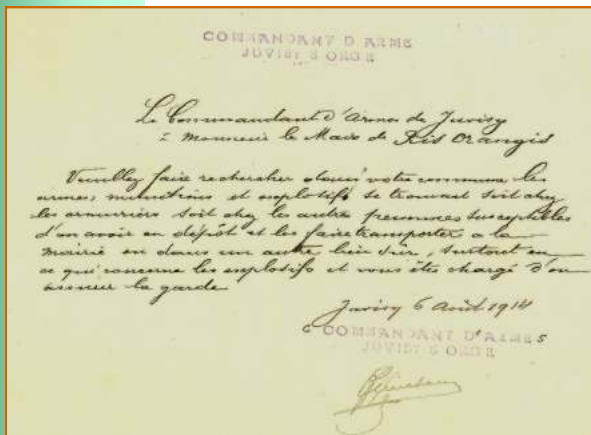 COMMANDANT D ARME
JUVISY S ORGE
Le Commandant d'Armes de Juvisy
à Monsieur le Maire de Ris Orangis
Veuillez faire rechercher dans votre commune les
armes, munitions et explosifs se trouvant soit chez
les armurriers soit chez les autre personnes susceptibles
d'en avoir en dépôt et les faire transporter a la
mairie ou dans un autre lieu sûr, surtout en
ce qui concerne les explosifs et vous êtes chargé d'en
assurer la garde
Juvisy 6 Août 1914
COMMANDANT D'ARMES
JUVISY S ORGE